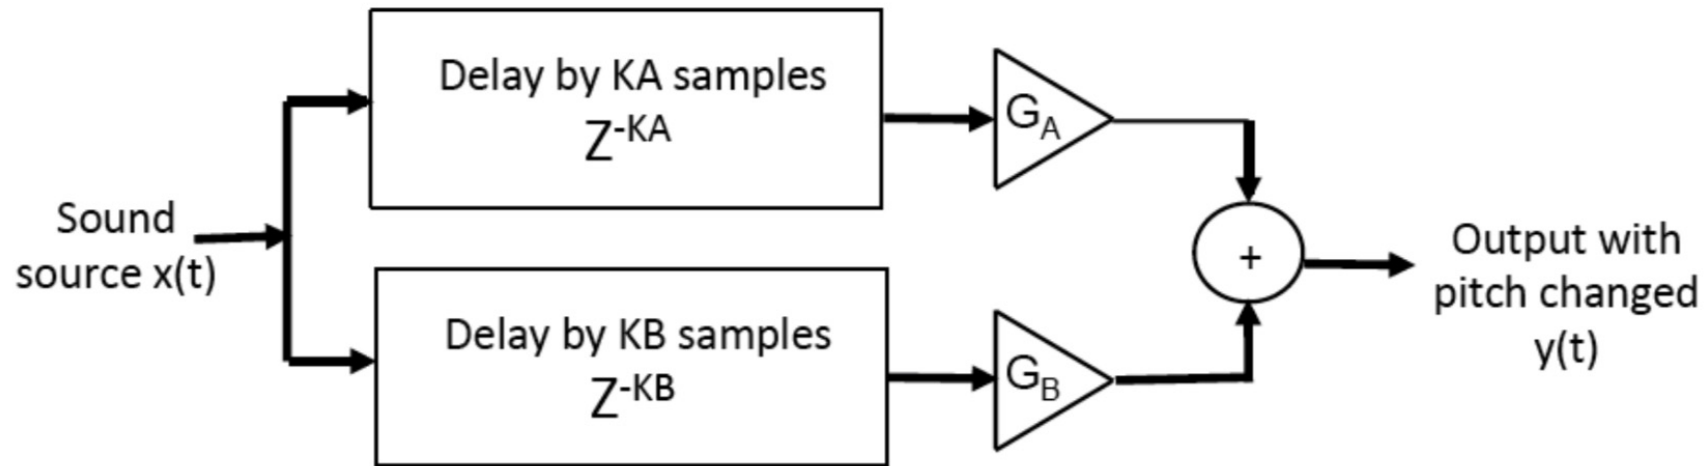 Delay by KA samples
Z-KA
GA
Sound
source x(t)
+
Output with
pitch changed
y(t)
Delay by KB samples
Z-KB
GB